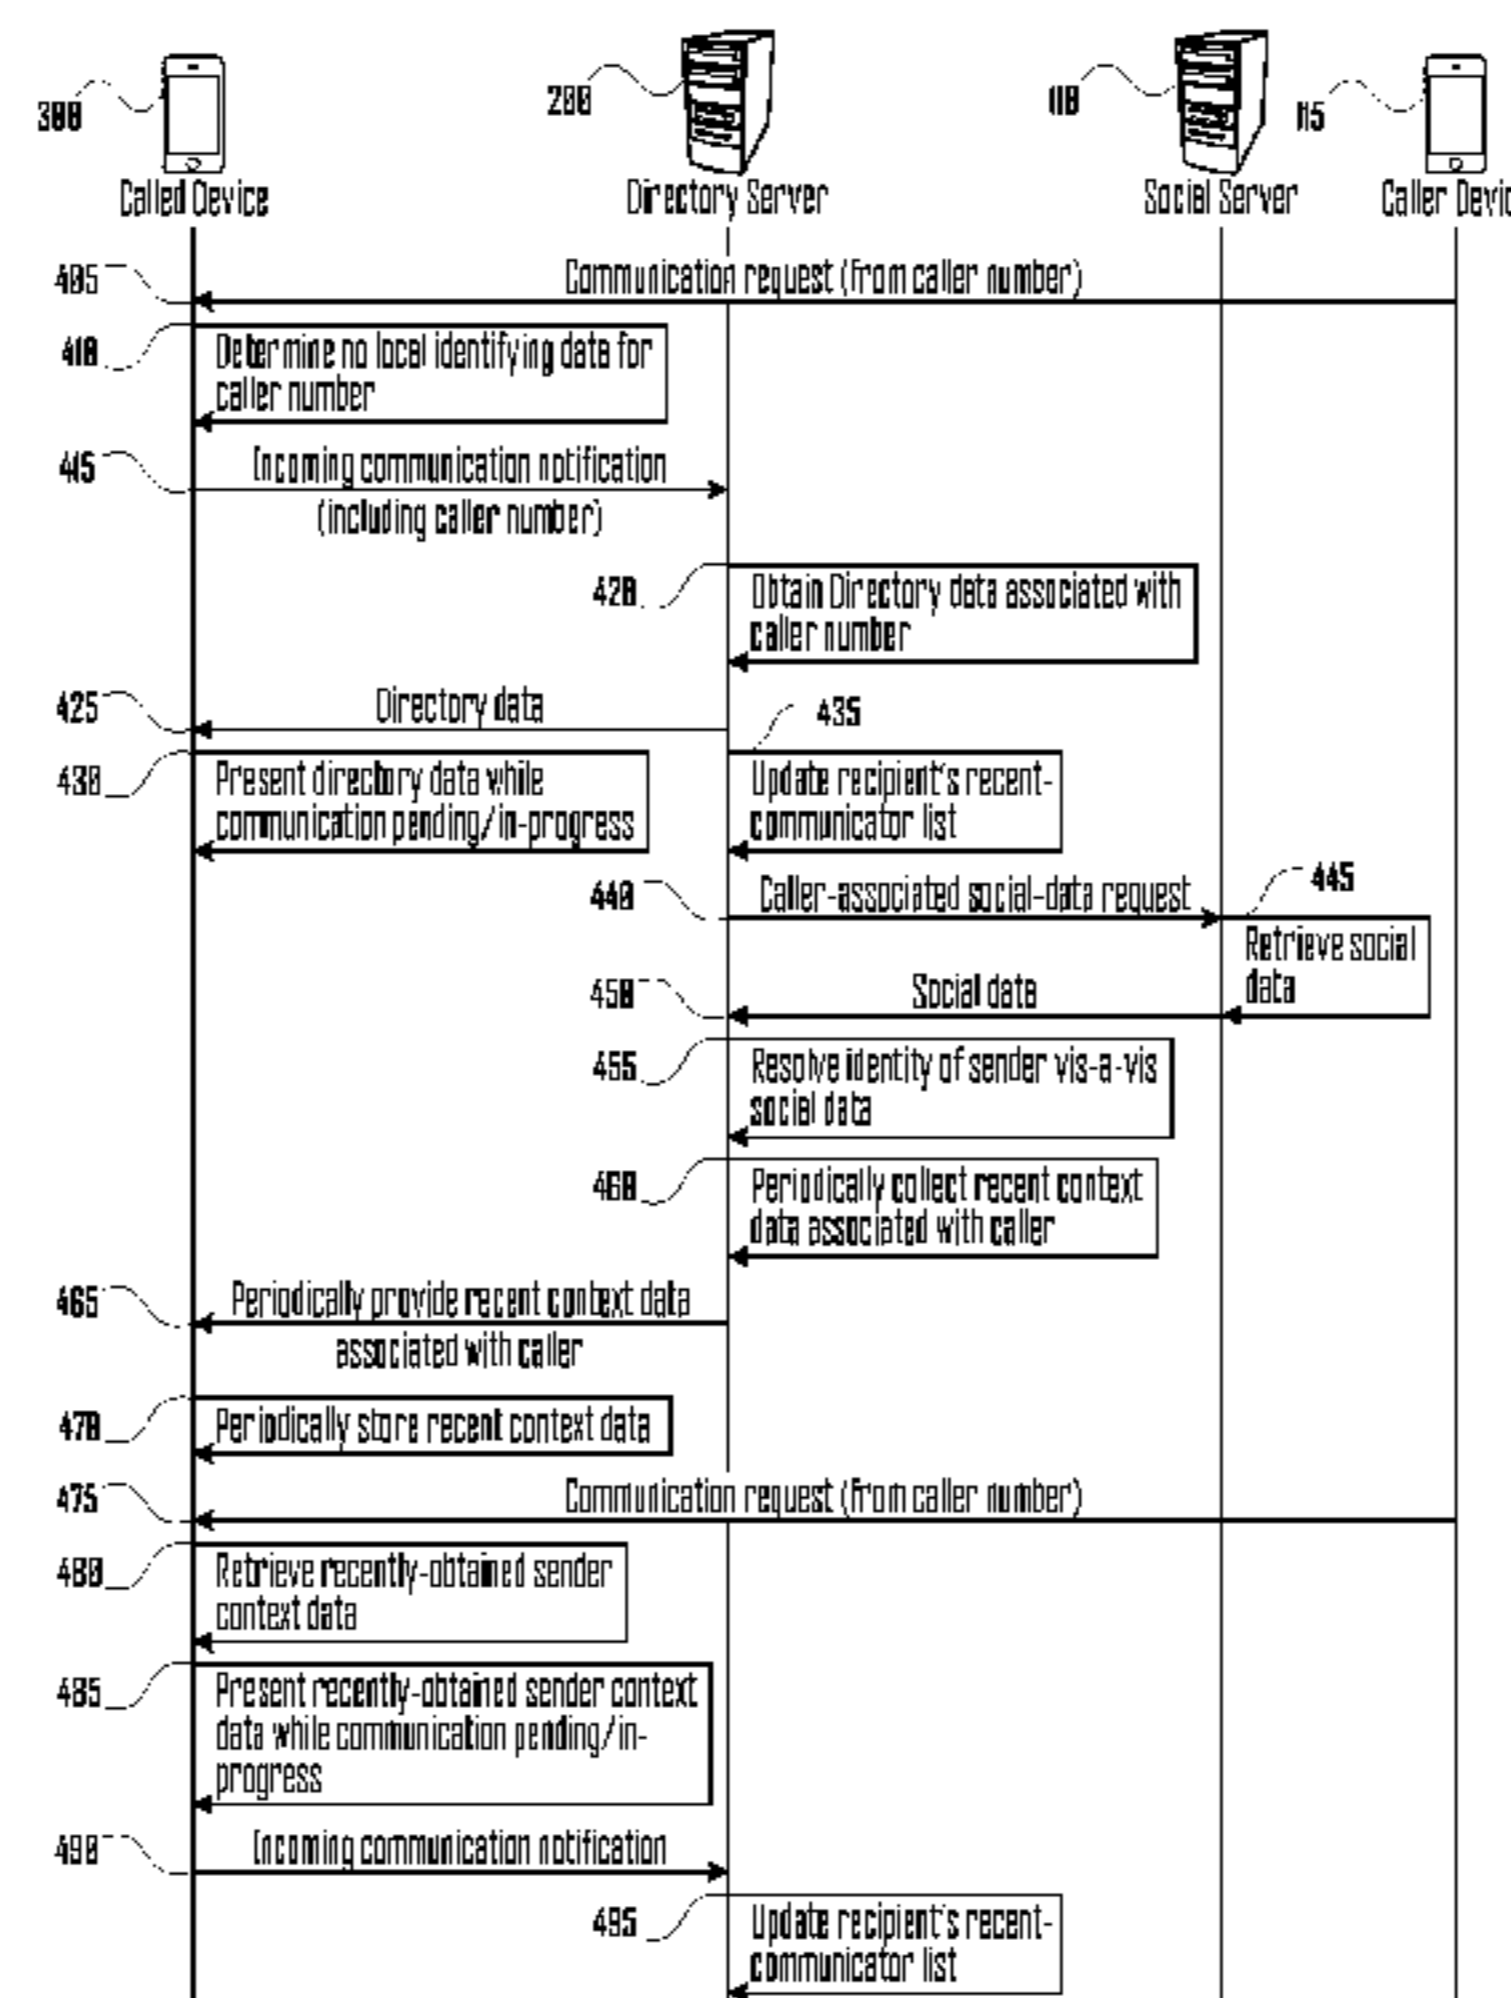 300
200
110
115
Called Device
Directory Server
Social Server
Caller Devic
405
Communication request (from caller number)
410
Determine no local identifying data for
caller number
415
Incoming communication notification
(including caller number)
420
Obtain Directory data associated with
caller number
425
Directory data
435
430
Present directory data while
communication pending/in-progress
Update recipient's recent-
communicator list
440
Caller-associated social-data request
445
Retrieve social
data
450
Social data
455
Resolve identity of sender vis-a-vis
social data
460
Periodically collect recent context
data associated with caller
465
Periodically provide recent context data
associated with caller
470
Periodically store recent context data
475
Communication request (from caller number)
480
Retrieve recently-obtained sender
context data
485
Present recently-obtained sender context
data while communication pending/in-
progress
490
Incoming communication notification
495
Update recipient's recent-
communicator list